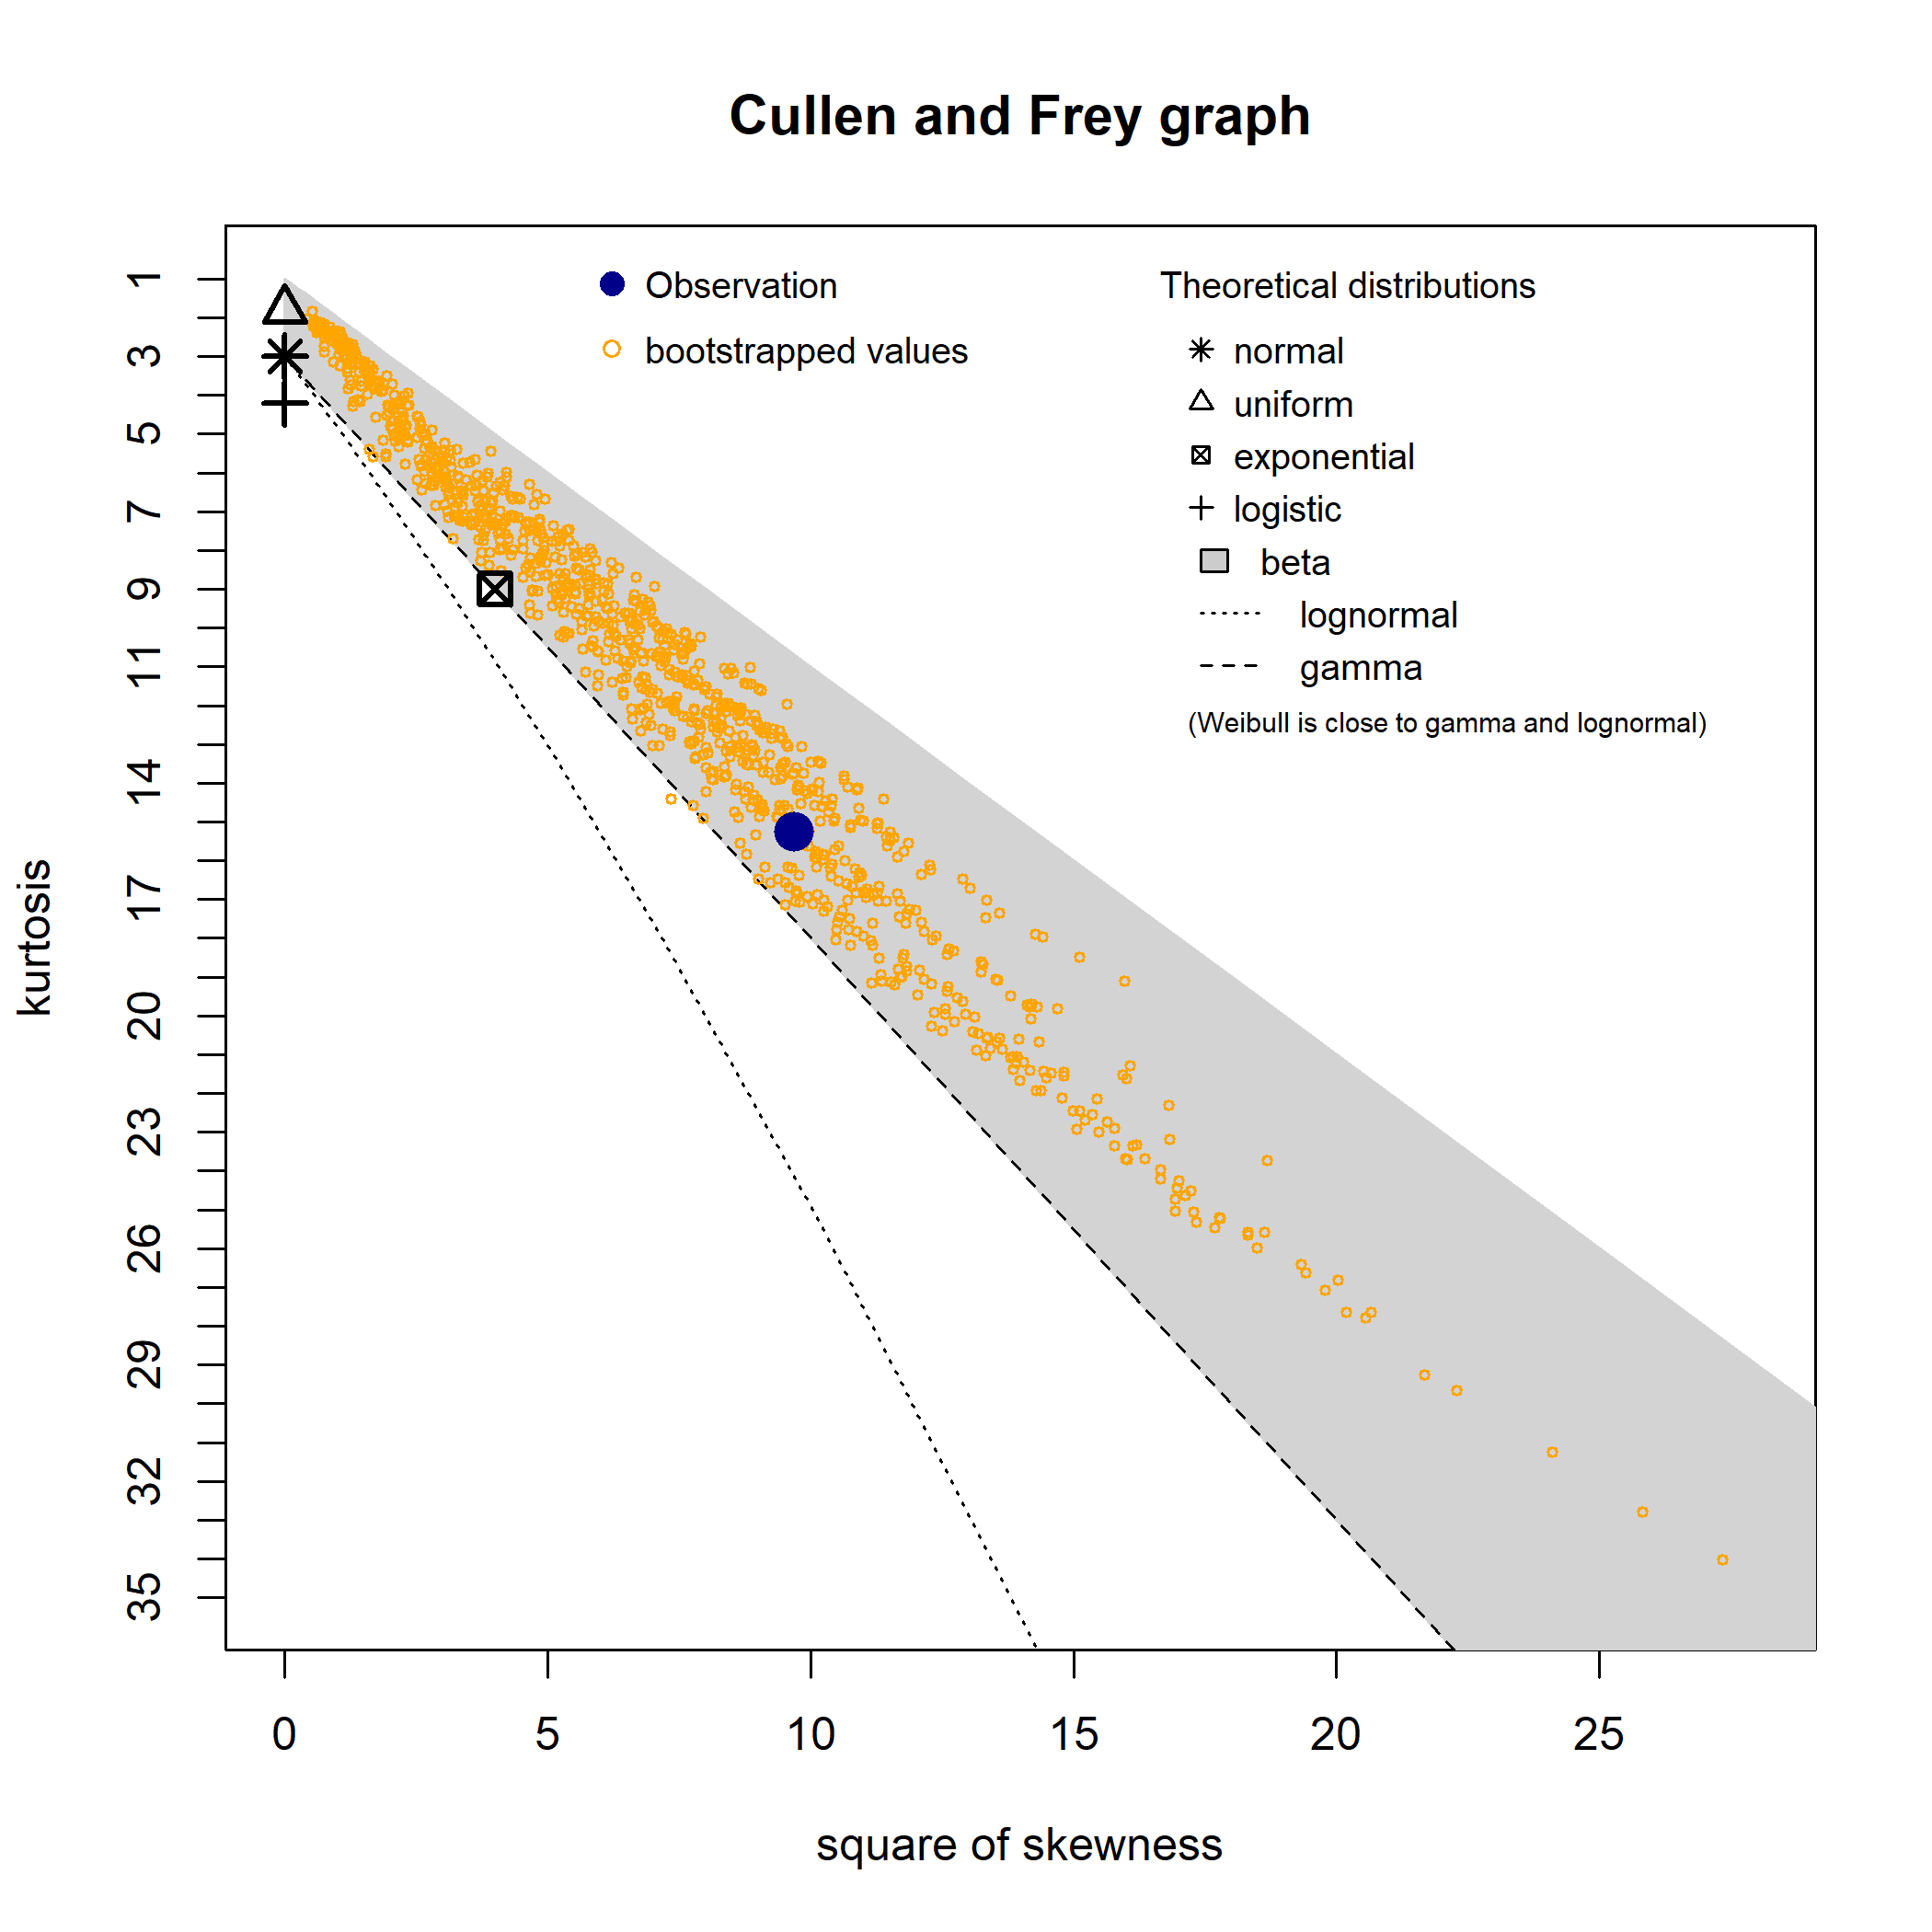 Cullen and Frey graph
Observation
bootstrapped values
Theoretical distributions
normal
uniform
exponential
logistic
beta
lognormal
gamma
(Weibull is close to gamma and lognormal)
kurtosis
1
3
5
7
9
11
14
17
20
23
26
29
32
35
0 5 10 15 20 25
square of skewness